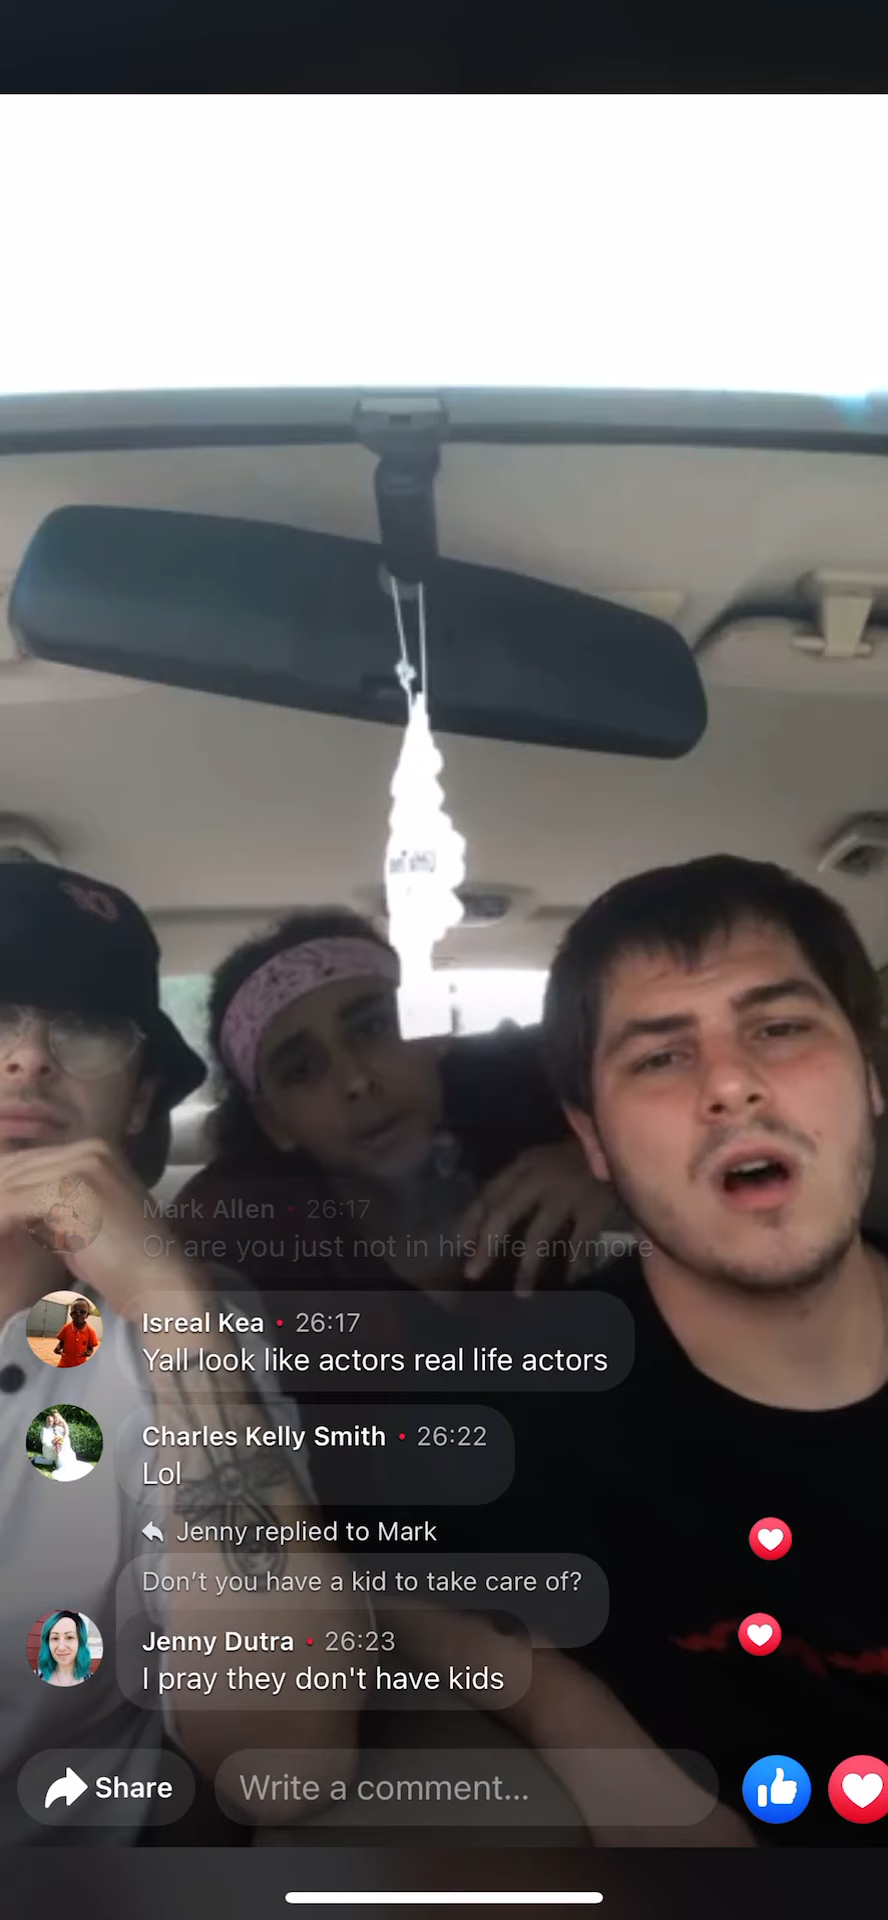 Mark Allen • 26:17
Or are you just not in his life anymore
Isreal Kea • 26:17
Yall look like actors real life actors
Charles Kelly Smith • 26:22
Lol
Jenny replied to Mark
Don’t you have a kid to take care of?
Jenny Dutra • 26:23
I pray they don't have kids
Share
Write a comment...